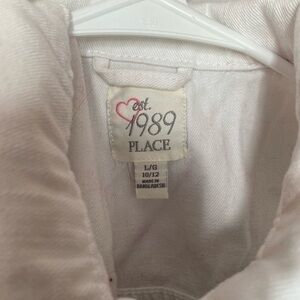 est.
1989
PLACE
L/G
10/12
MADE IN
BANGLADESH